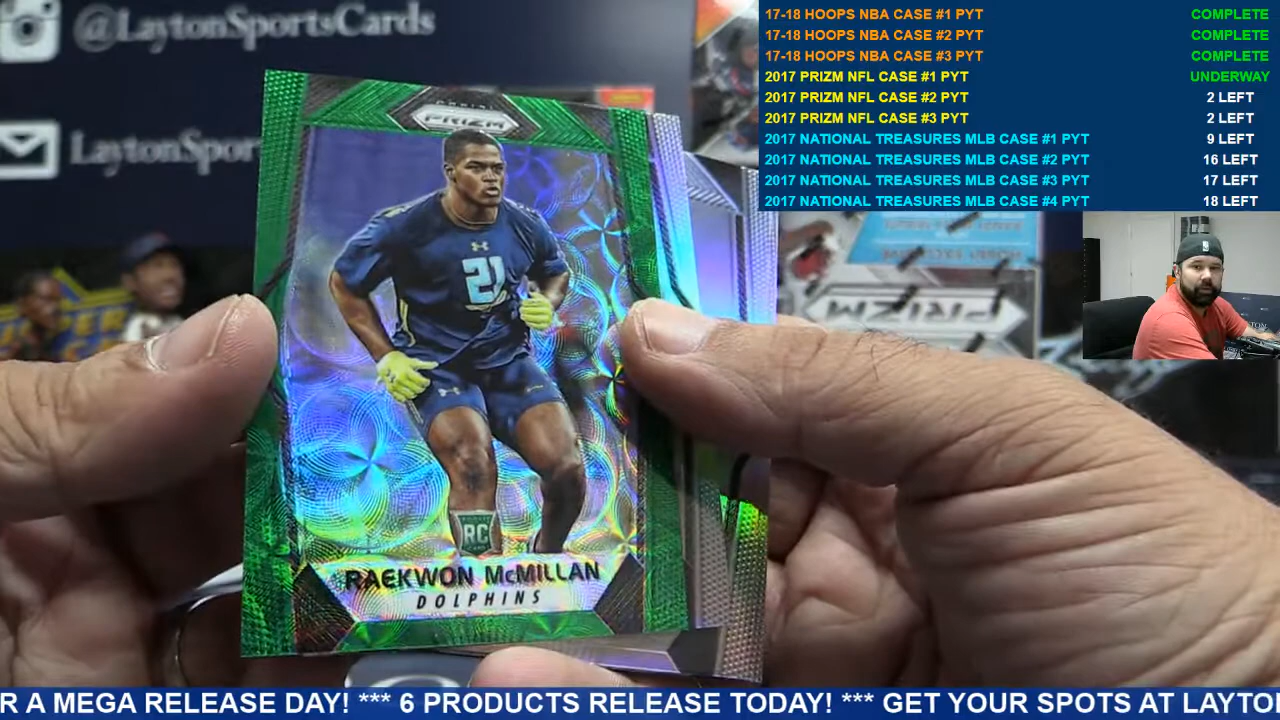 @LaytonSportsCards
LaytonSpor
17-18 HOOPS NBA CASE #1 PYT COMPLETE
17-18 HOOPS NBA CASE #2 PYT COMPLETE
17-18 HOOPS NBA CASE #3 PYT COMPLETE
2017 PRIZM NFL CASE #1 PYT UNDERWAY
2017 PRIZM NFL CASE #2 PYT 2 LEFT
2017 PRIZM NFL CASE #3 PYT 2 LEFT
2017 NATIONAL TREASURES MLB CASE #1 PYT 9 LEFT
2017 NATIONAL TREASURES MLB CASE #2 PYT 16 LEFT
2017 NATIONAL TREASURES MLB CASE #3 PYT 17 LEFT
2017 NATIONAL TREASURES MLB CASE #4 PYT 18 LEFT
PANINI
PRIZM
21
RC
RAEKWON McMILLAN
DOLPHINS
PRIZM
R A MEGA RELEASE DAY! *** 6 PRODUCTS RELEASE TODAY! *** GET YOUR SPOTS AT LAYTO